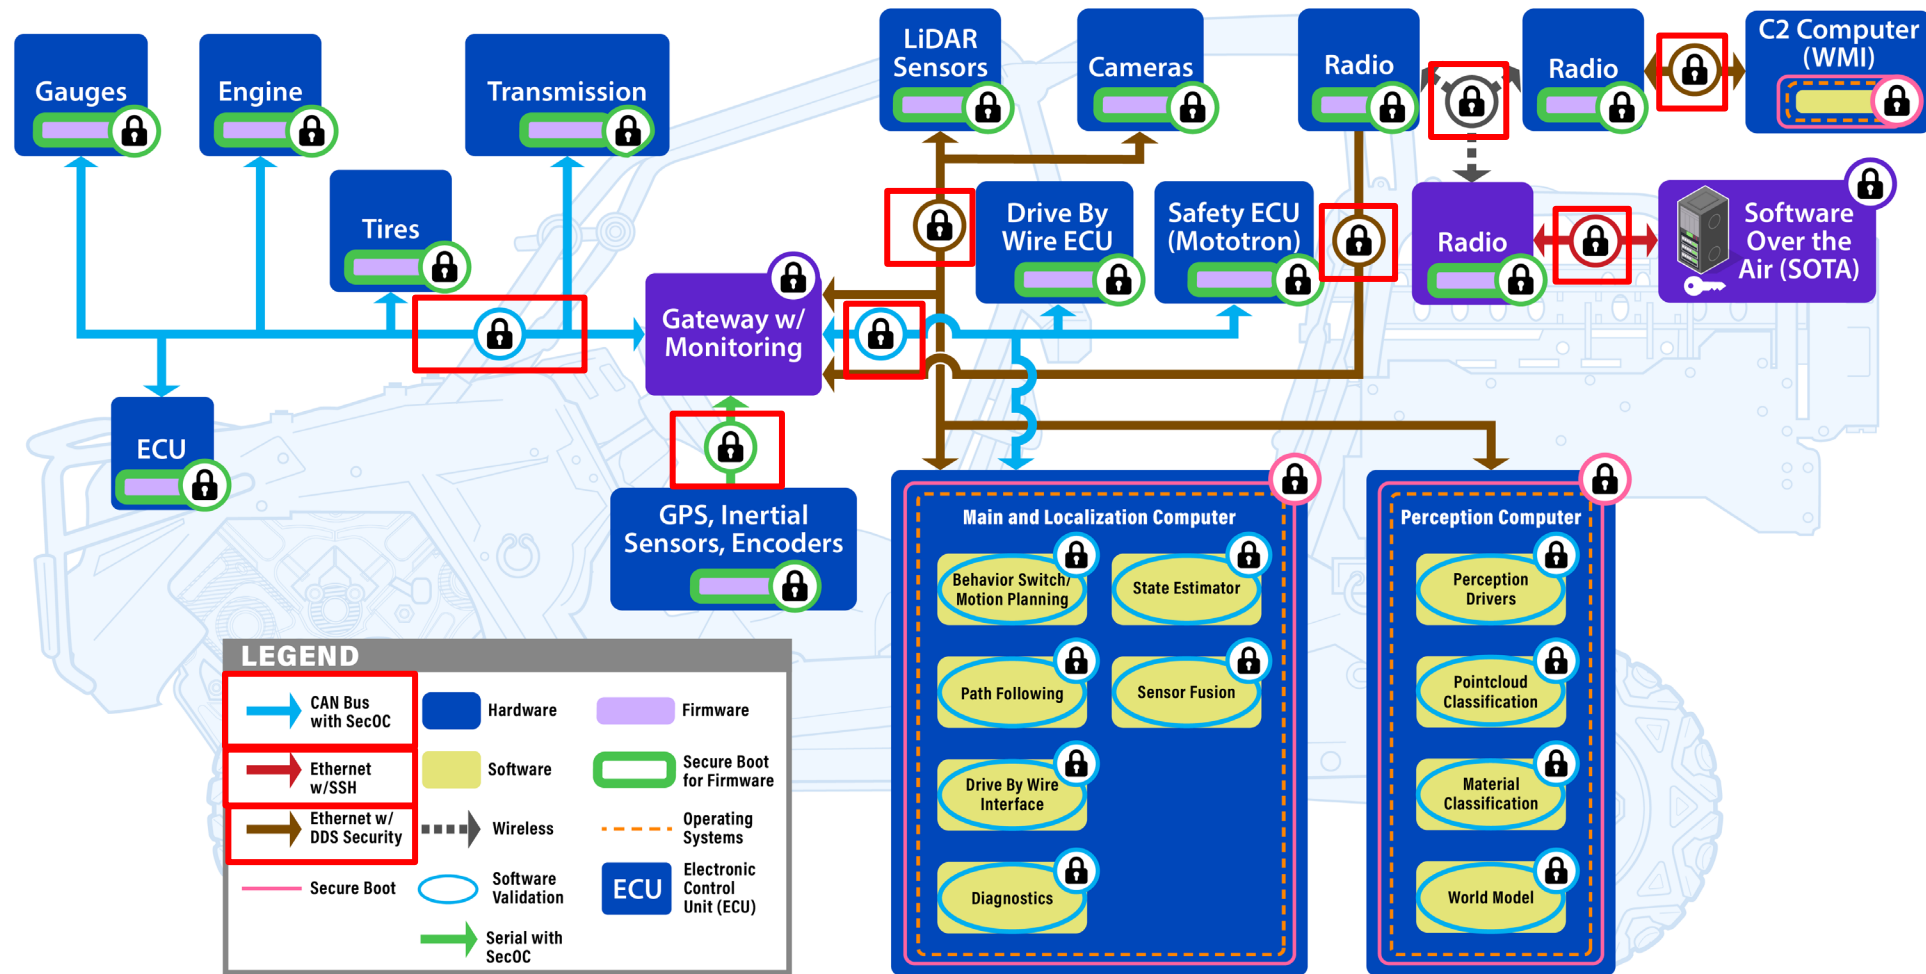 Gauges
Engine
Transmission
LiDAR
Sensors
Cameras
Radio
Radio
C2 Computer
(WMI)
Tires
Drive By
Wire ECU
Safety ECU
(Mototron)
Radio
Software
Over the
Air (SOTA)
Gateway w/
Monitoring
ECU
GPS, Inertial
Sensors, Encoders
Main and Localization Computer
Behavior Switch/
Motion Planning
State Estimator
Path Following
Sensor Fusion
Drive By Wire
Interface
Diagnostics
Perception Computer
Perception
Drivers
Pointcloud
Classification
Material
Classification
World Model
LEGEND
CAN Bus
with SecOC
Hardware
Firmware
Ethernet
w/SSH
Software
Secure Boot
for Firmware
Ethernet w/
DDS Security
Wireless
Operating
Systems
Secure Boot
Software
Validation
ECU
Electronic
Control
Unit (ECU)
Serial with
SecOC